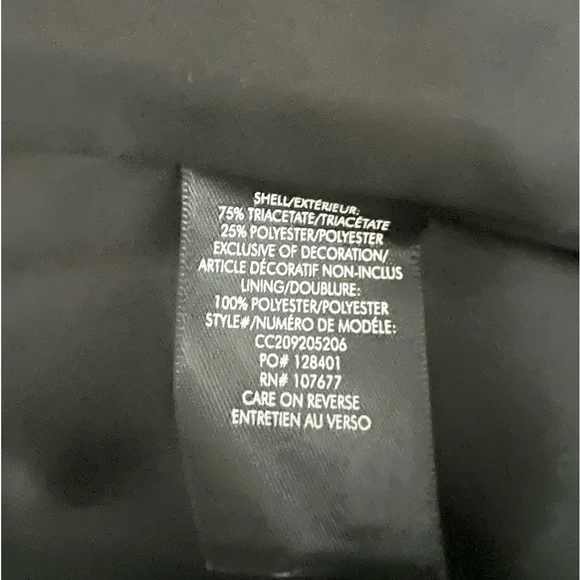 SHELL/EXTÉRIEUR:
75% TRIACETATE/TRIACÉTATE
25% POLYESTER/POLYESTER
EXCLUSIVE OF DECORATION/
ARTICLE DÉCORATIF NON-INCLUS
LINING/DOUBLURE:
100% POLYESTER/POLYESTER
STYLE#/NUMÉRO DE MODÉLE:
CC209205206
PO# 128401
RN# 107677
CARE ON REVERSE
ENTRETIEN AU VERSO